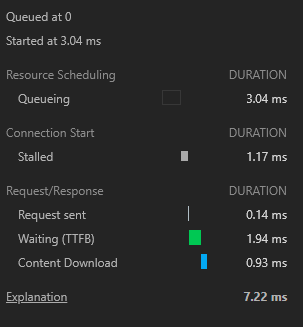 Queued at 0
Started at 3.04 ms
Resource Scheduling DURATION
Queueing 3.04 ms
Connection Start DURATION
Stalled 1.17 ms
Request/Response DURATION
Request sent 0.14 ms
Waiting (TTFB) 1.94 ms
Content Download 0.93 ms
Explanation 7.22 ms